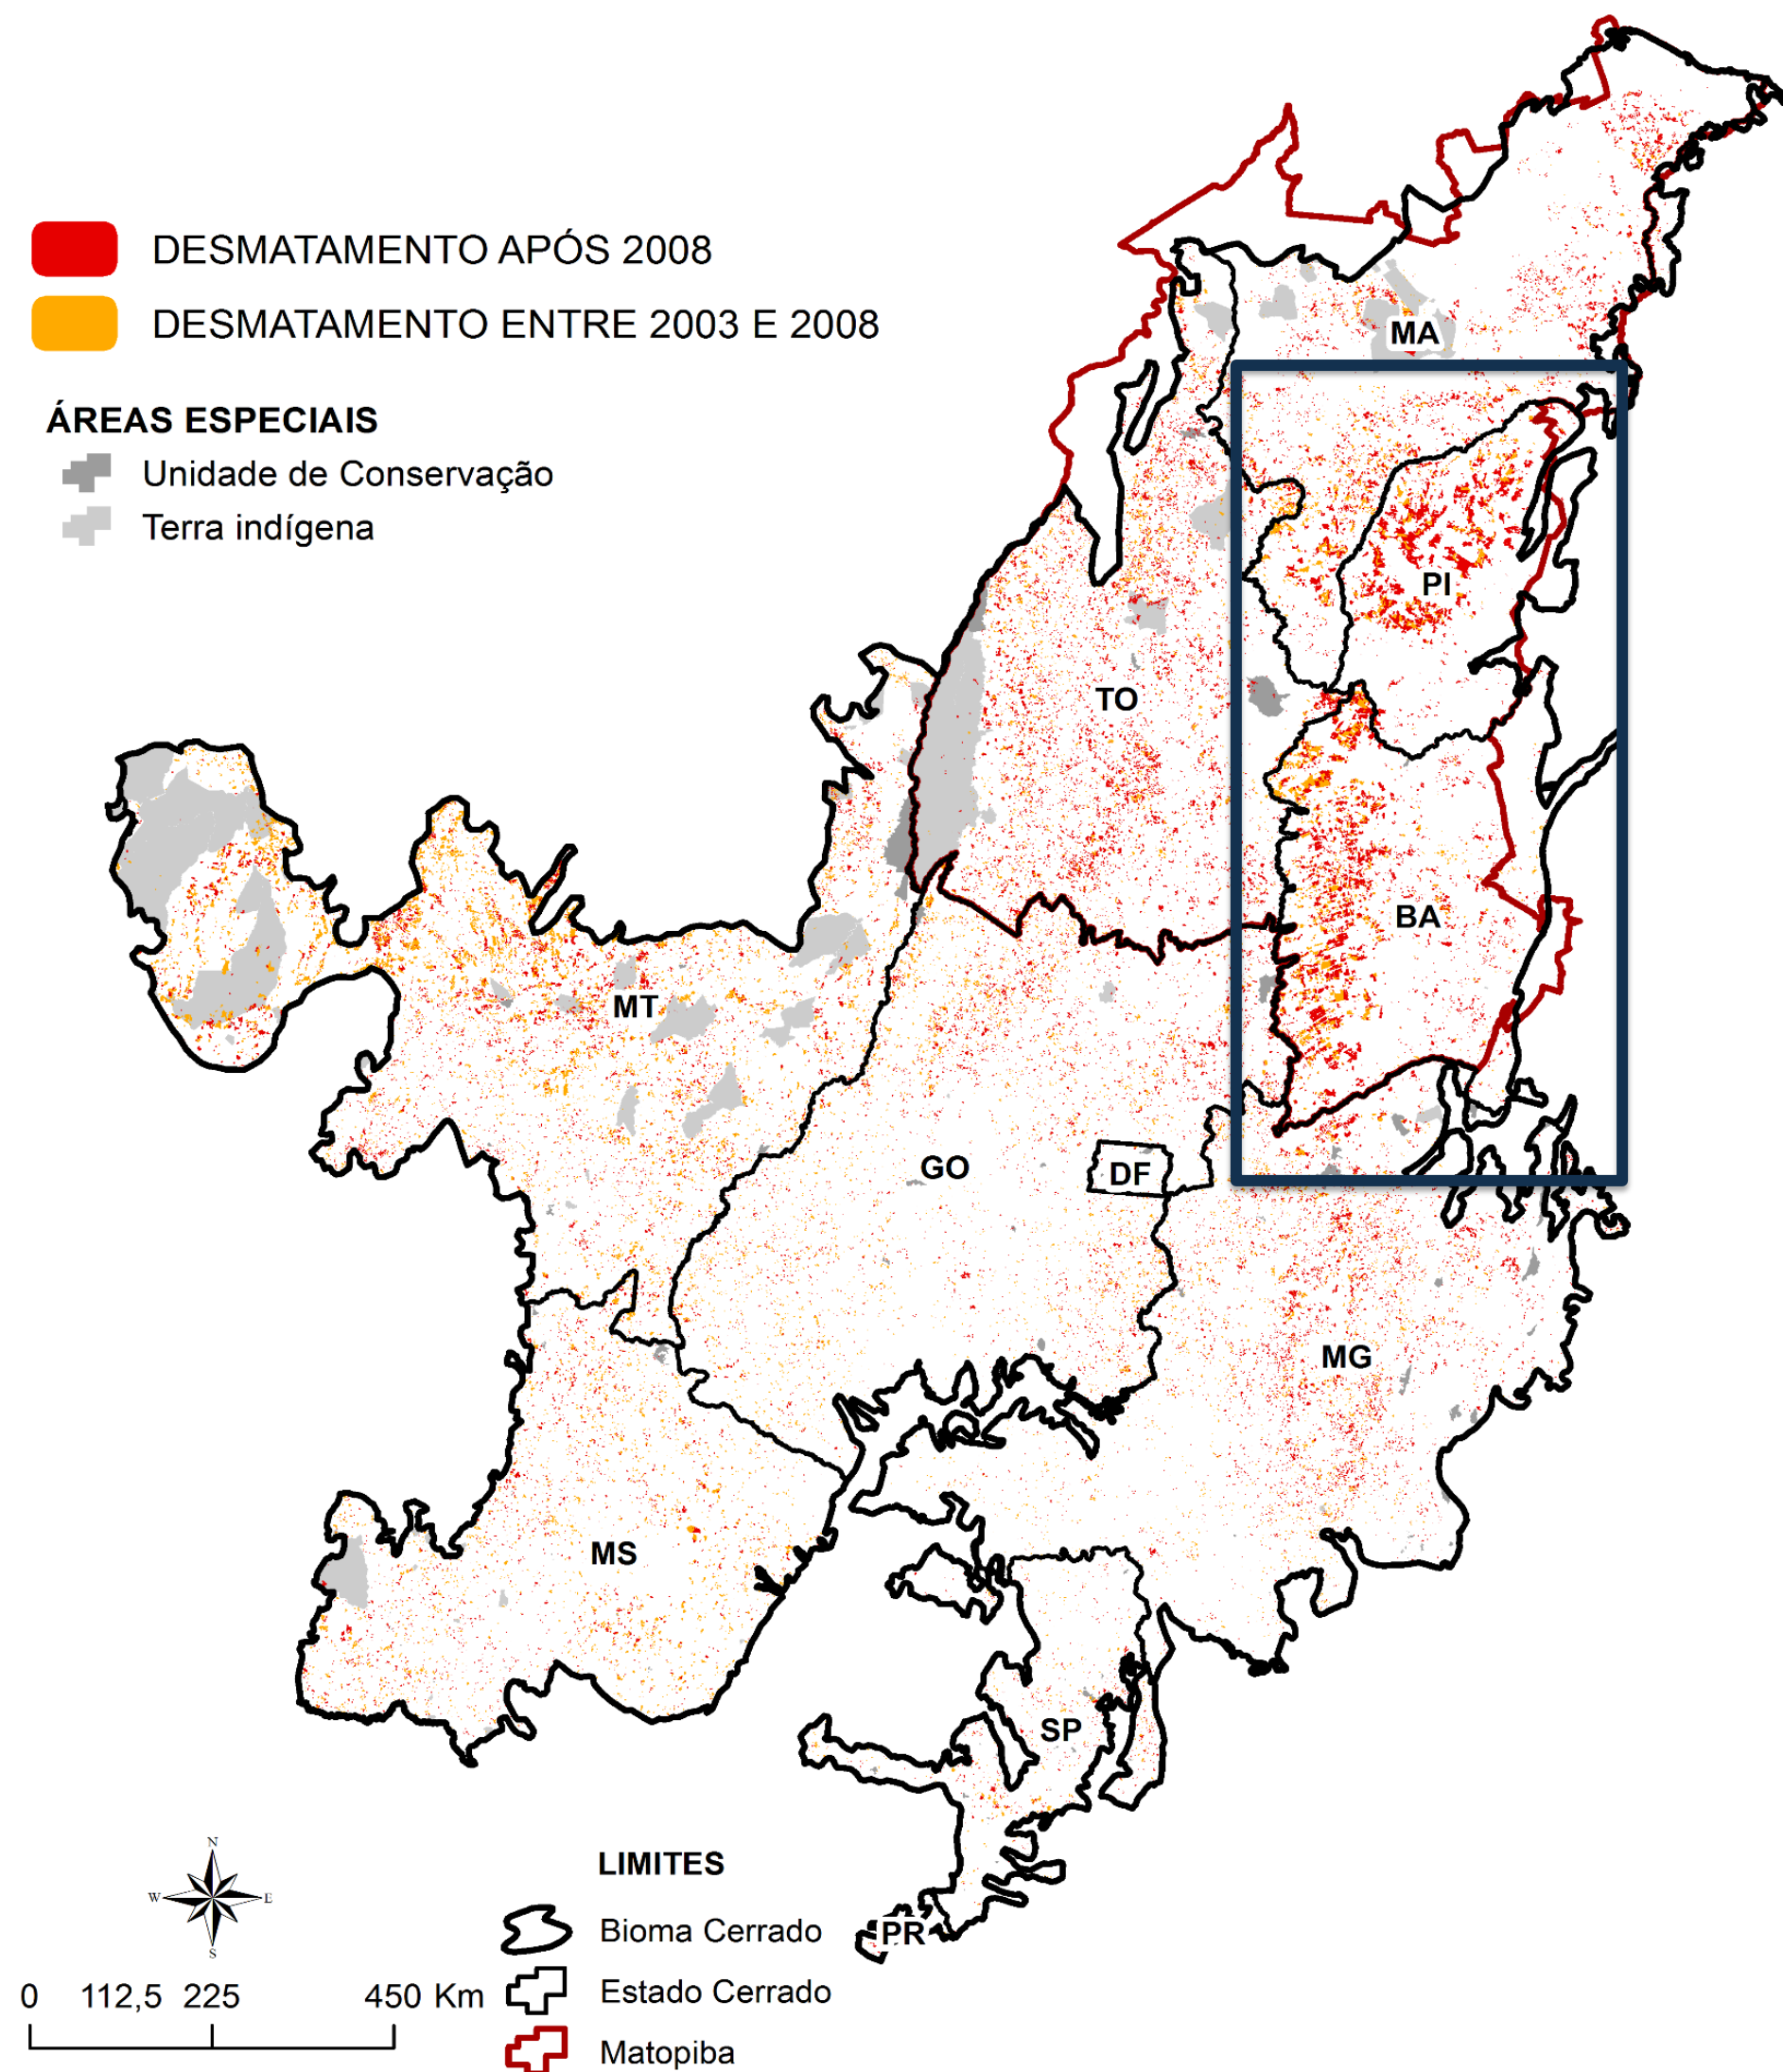 DESMATAMENTO APÓS 2008
DESMATAMENTO ENTRE 2003 E 2008
ÁREAS ESPECIAIS
Unidade de Conservação
Terra indígena
MA
PI
TO
BA
MT
GO
DF
MG
MS
SP
PR
N
W
E
S
0 112,5 225 450 Km
LIMITES
Bioma Cerrado
Estado Cerrado
Matopiba